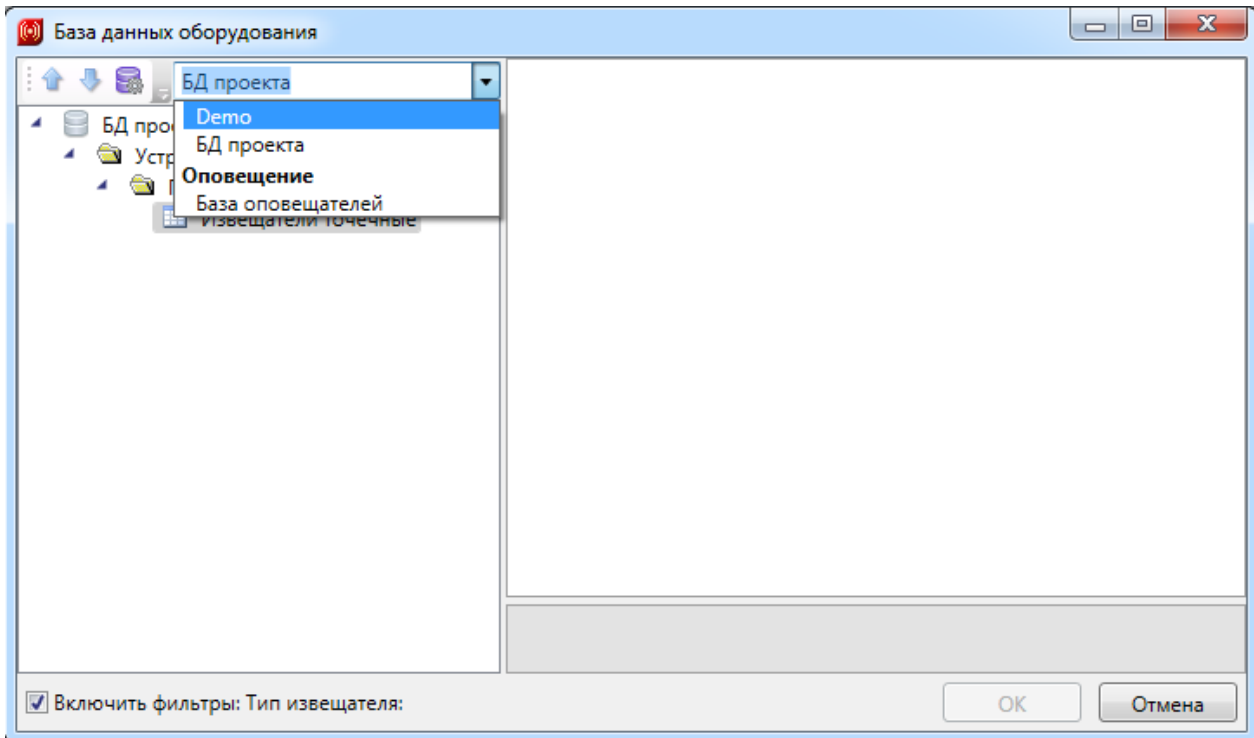 База данных оборудования
БД проекта
Demo
БД проекта
Оповещение
База оповещателей
БД про
Устр
Извещатели точечные
Включить фильтры: Тип извещателя:
ОК
Отмена